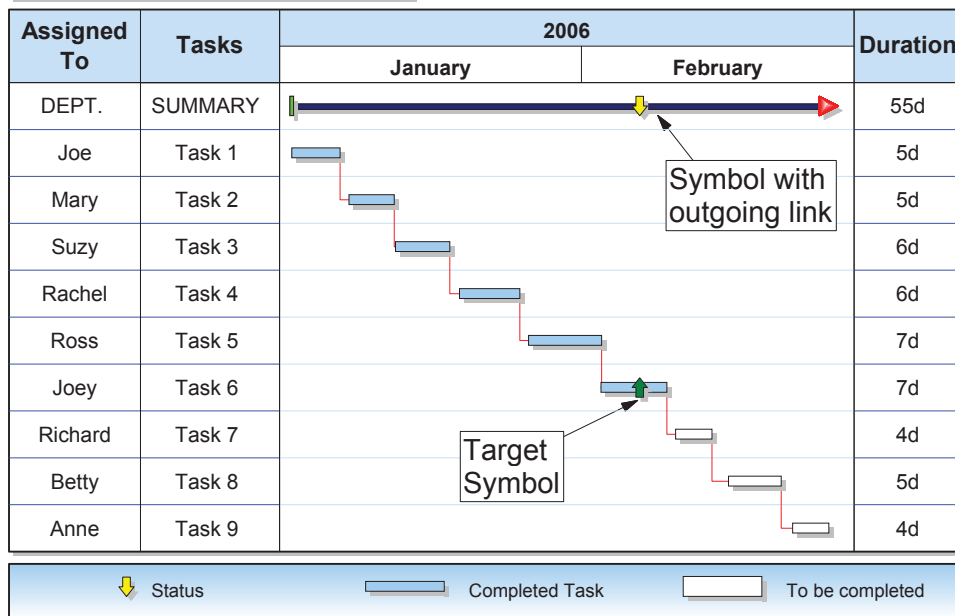 Assigned To Tasks 2006 Duration
January February
DEPT. SUMMARY 55d
Joe Task 1 5d
Symbol with
outgoing link
Mary Task 2 5d
Suzy Task 3 6d
Rachel Task 4 6d
Ross Task 5 7d
Joey Task 6 7d
Target
Symbol
Richard Task 7 4d
Betty Task 8 5d
Anne Task 9 4d
Status Completed Task To be completed